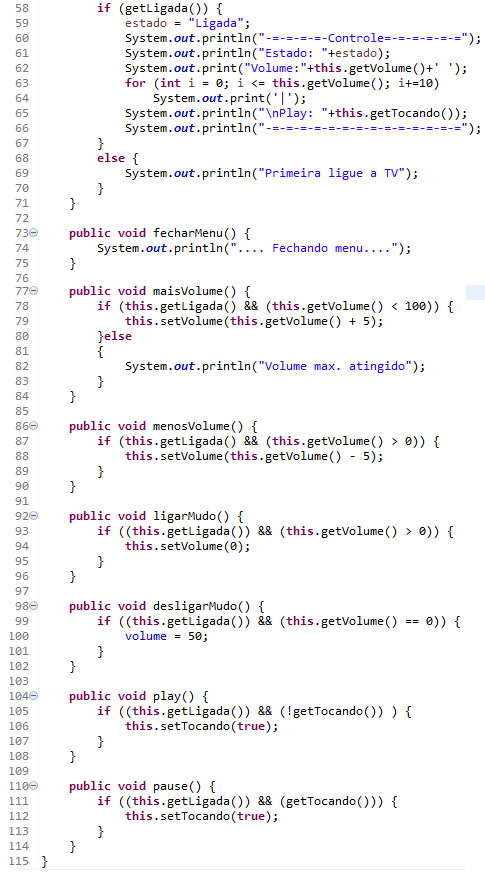 58 if (getLigada()) {
59 estado = "Ligada";
60 System.out.println("-=-=-=-=-Controle=-=-=-=-=");
61 System.out.println("Estado: "+estado);
62 System.out.print("Volume:"+this.getVolume()+' ');
63 for (int i = 0; i <= this.getVolume(); i+=10)
64 System.out.print('|');
65 System.out.println("\nPlay: "+this.getTocando());
66 System.out.println("-=-=-=-=-=-=-=-=-=-=-=-=-=");
67 }
68 else {
69 System.out.println("Primeira ligue a TV");
70 }
71 }
72
73 public void fecharMenu() {
74 System.out.println(".... Fechando menu....");
75 }
76
77 public void maisVolume() {
78 if (this.getLigada() && (this.getVolume() < 100)) {
79 this.setVolume(this.getVolume() + 5);
80 }else
81 {
82 System.out.println("Volume max. atingido");
83 }
84 }
85
86 public void menosVolume() {
87 if (this.getLigada() && (this.getVolume() > 0)) {
88 this.setVolume(this.getVolume() - 5);
89 }
90 }
91
92 public void ligarMudo() {
93 if ((this.getLigada()) && (this.getVolume() > 0)) {
94 this.setVolume(0);
95 }
96 }
97
98 public void desligarMudo() {
99 if ((this.getLigada()) && (this.getVolume() == 0)) {
100 volume = 50;
101 }
102 }
103
104 public void play() {
105 if ((this.getLigada()) && (!getTocando()) ) {
106 this.setTocando(true);
107 }
108 }
109
110 public void pause() {
111 if ((this.getLigada()) && (getTocando())) {
112 this.setTocando(true);
113 }
114 }
115 }